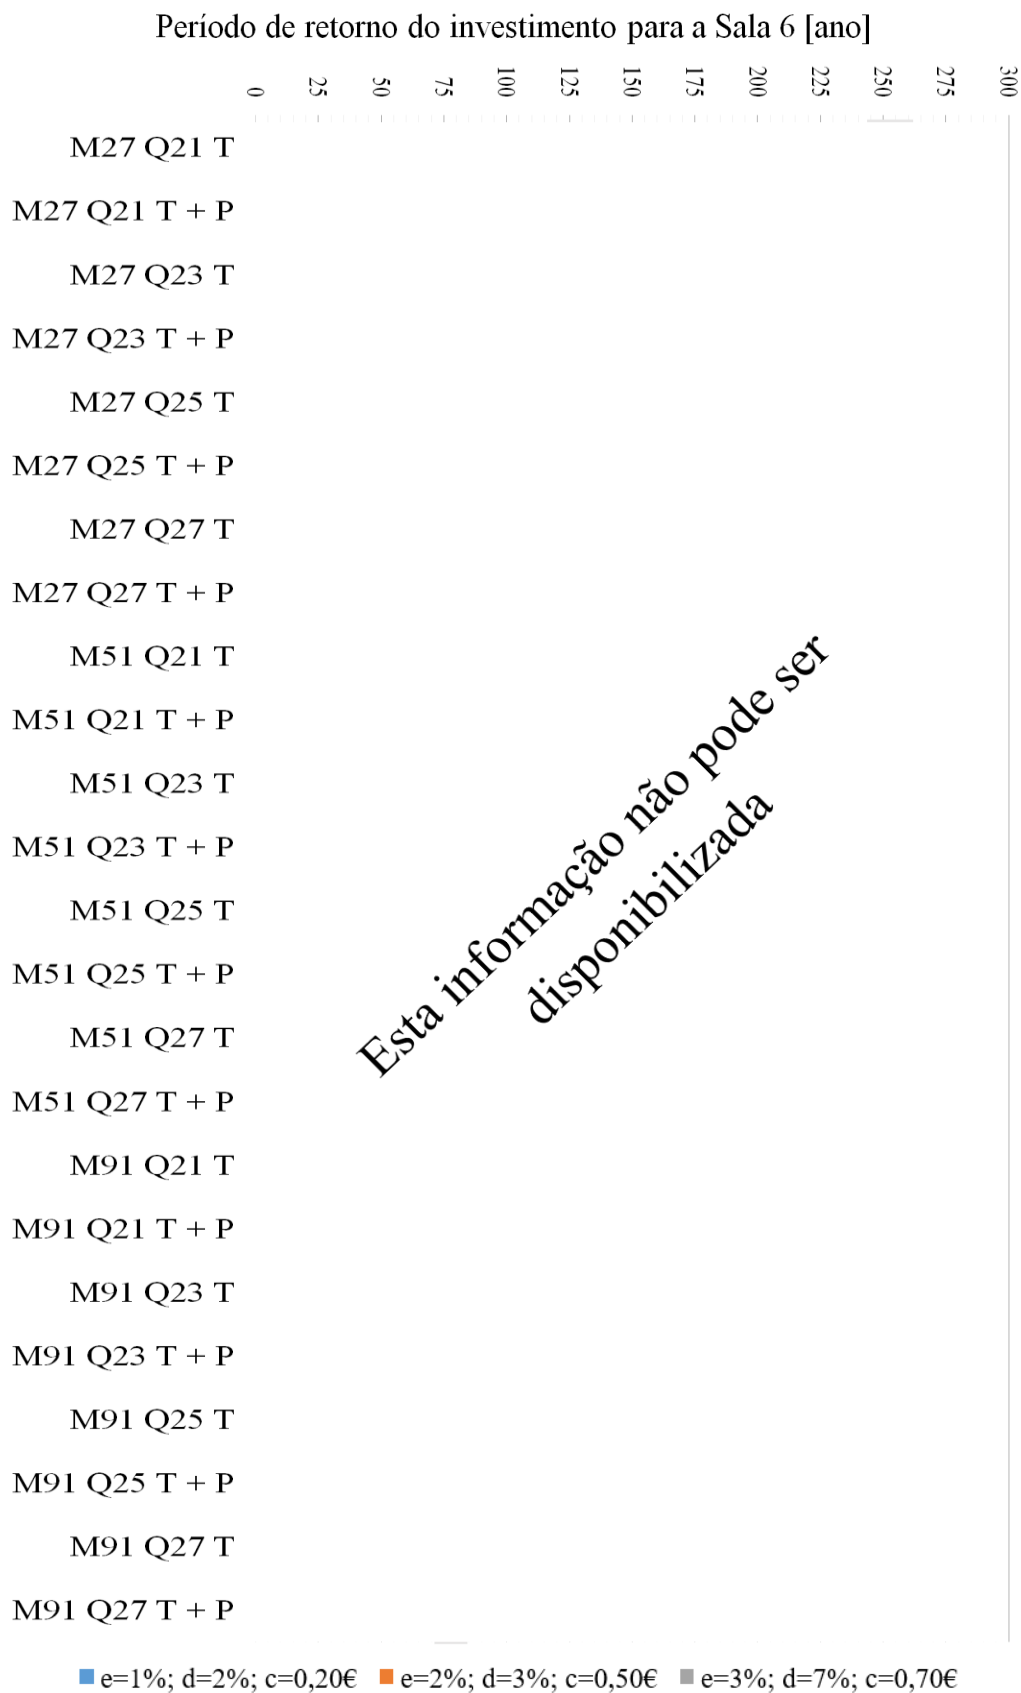 Período de retorno do investimento para a Sala 6 [ano]
0 25 50 75 100 125 150 175 200 225 250 275 300
M27 Q21 T
M27 Q21 T + P
M27 Q23 T
M27 Q23 T + P
M27 Q25 T
M27 Q25 T + P
M27 Q27 T
M27 Q27 T + P
M51 Q21 T
M51 Q21 T + P
M51 Q23 T
M51 Q23 T + P
M51 Q25 T
M51 Q25 T + P
M51 Q27 T
M51 Q27 T + P
M91 Q21 T
M91 Q21 T + P
M91 Q23 T
M91 Q23 T + P
M91 Q25 T
M91 Q25 T + P
M91 Q27 T
M91 Q27 T + P
Esta informação não pode ser
disponibilizada
e=1%; d=2%; c=0,20€ e=2%; d=3%; c=0,50€ e=3%; d=7%; c=0,70€